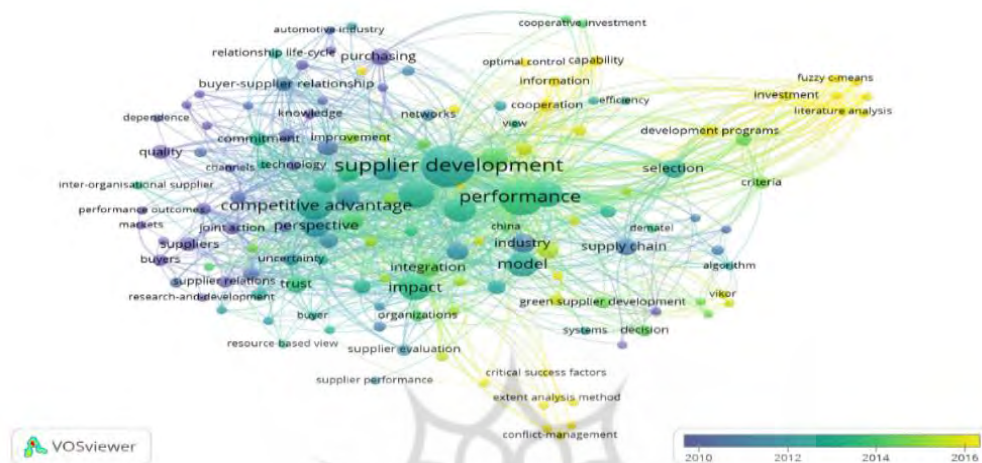 cooperative investment
automotive industry
relationship life-cycle
purchasing
optimal control
capability
fuzzy c-means
buyer-supplier relationship
information
investment
literature analysis
dependence
knowledge
networks
cooperation
efficiency
view
commitment
improvement
development programs
quality
channels
technology
supplier development
selection
inter-organisational supplier
criteria
performance
performance outcomes
competitive advantage
markets
joint action
perspective
china
dematel
suppliers
industry
supply chain
buyers
uncertainty
integration
model
algorithm
supplier relations
trust
impact
research-and-development
green supplier development
vikor
buyer
organizations
systems
decision
resource-based view
supplier evaluation
supplier performance
critical success factors
extent analysis method
conflict-management
VOSviewer
2010 2012 2014 2016